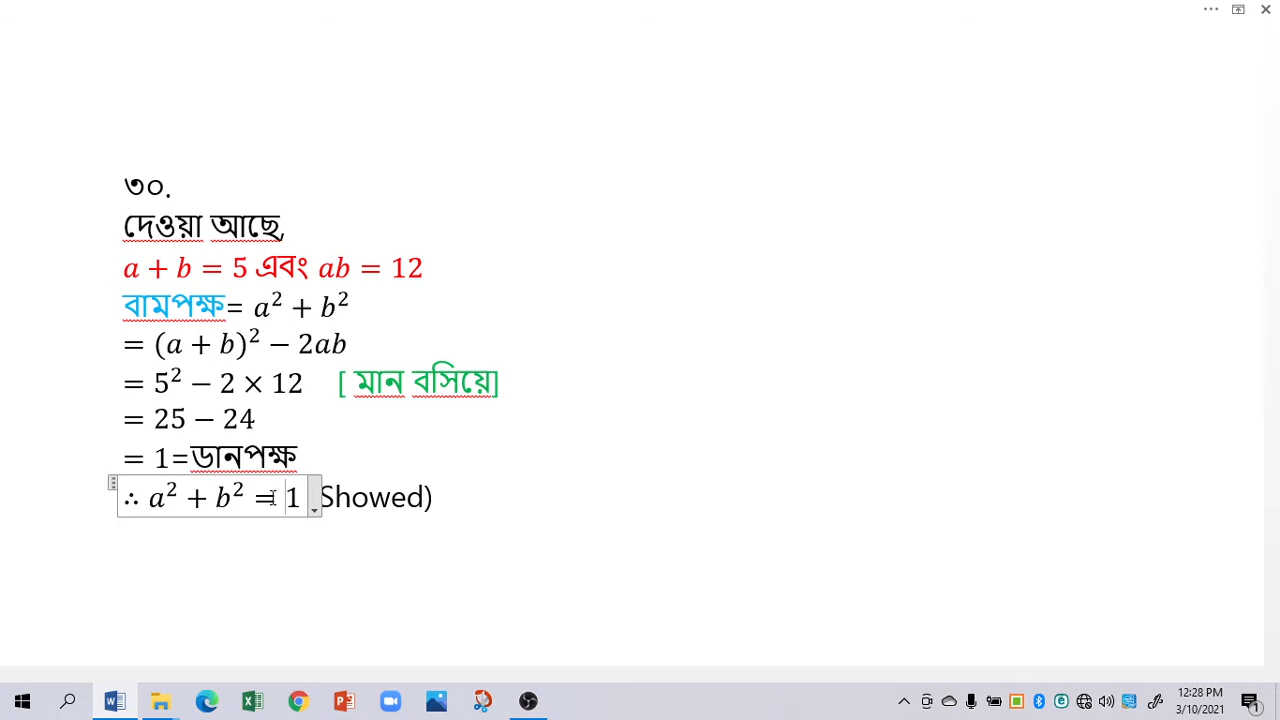 ৩০.
দেওয়া আছে,
a + b = 5 এবং ab = 12
বামপক্ষ= a² + b²
= (a + b)² − 2ab
= 5² − 2 × 12 [ মান বসিয়ে]
= 25 − 24
= 1=ডানপক্ষ
∴ a² + b² = 1 Showed)
12:28 PM
3/10/2021